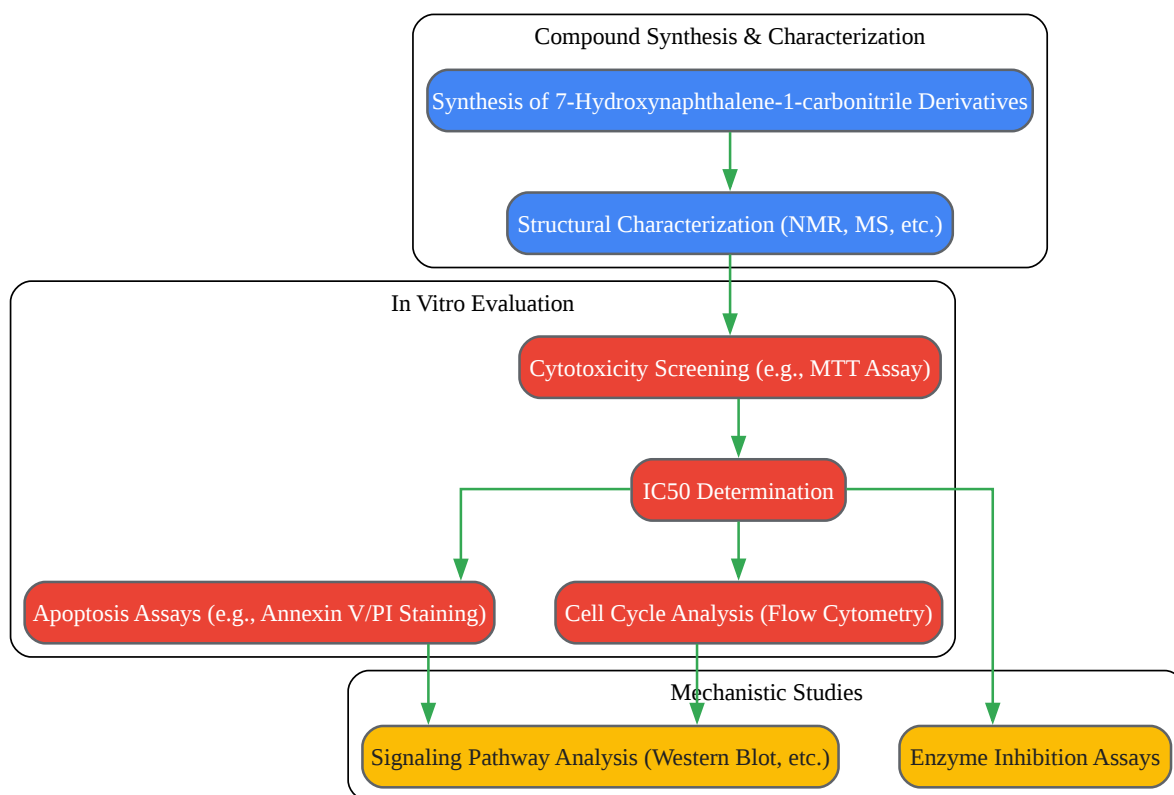 Compound Synthesis & Characterization
Synthesis of 7-Hydroxynaphthalene-1-carbonitrile Derivatives
Structural Characterization (NMR, MS, etc.)
In Vitro Evaluation
Cytotoxicity Screening (e.g., MTT Assay)
IC50 Determination
Apoptosis Assays (e.g., Annexin V/PI Staining)
Cell Cycle Analysis (Flow Cytometry)
Mechanistic Studies
Signaling Pathway Analysis (Western Blot, etc.)
Enzyme Inhibition Assays